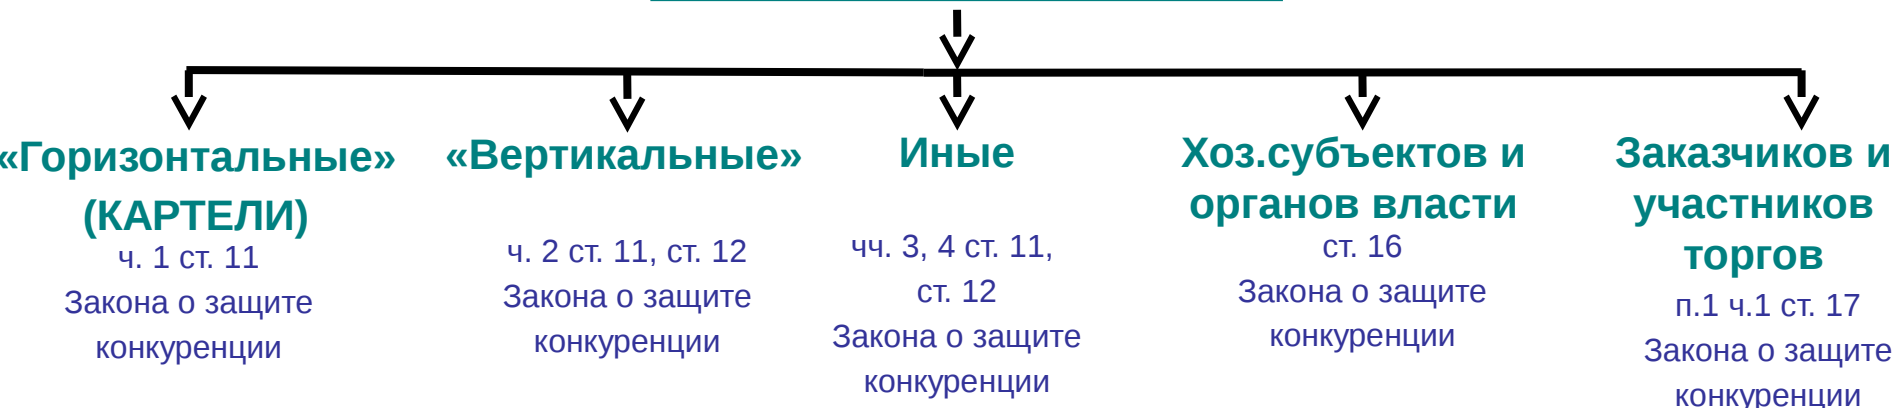 «Горизонтальные»
(КАРТЕЛИ)
ч. 1 ст. 11
Закона о защите
конкуренции
«Вертикальные»
ч. 2 ст. 11, ст. 12
Закона о защите
конкуренции
Иные
чч. 3, 4 ст. 11,
ст. 12
Закона о защите
конкуренции
Хоз.субъектов и
органов власти
ст. 16
Закона о защите
конкуренции
Заказчиков и
участников
торгов
п.1 ч.1 ст. 17
Закона о защите
конкуренции